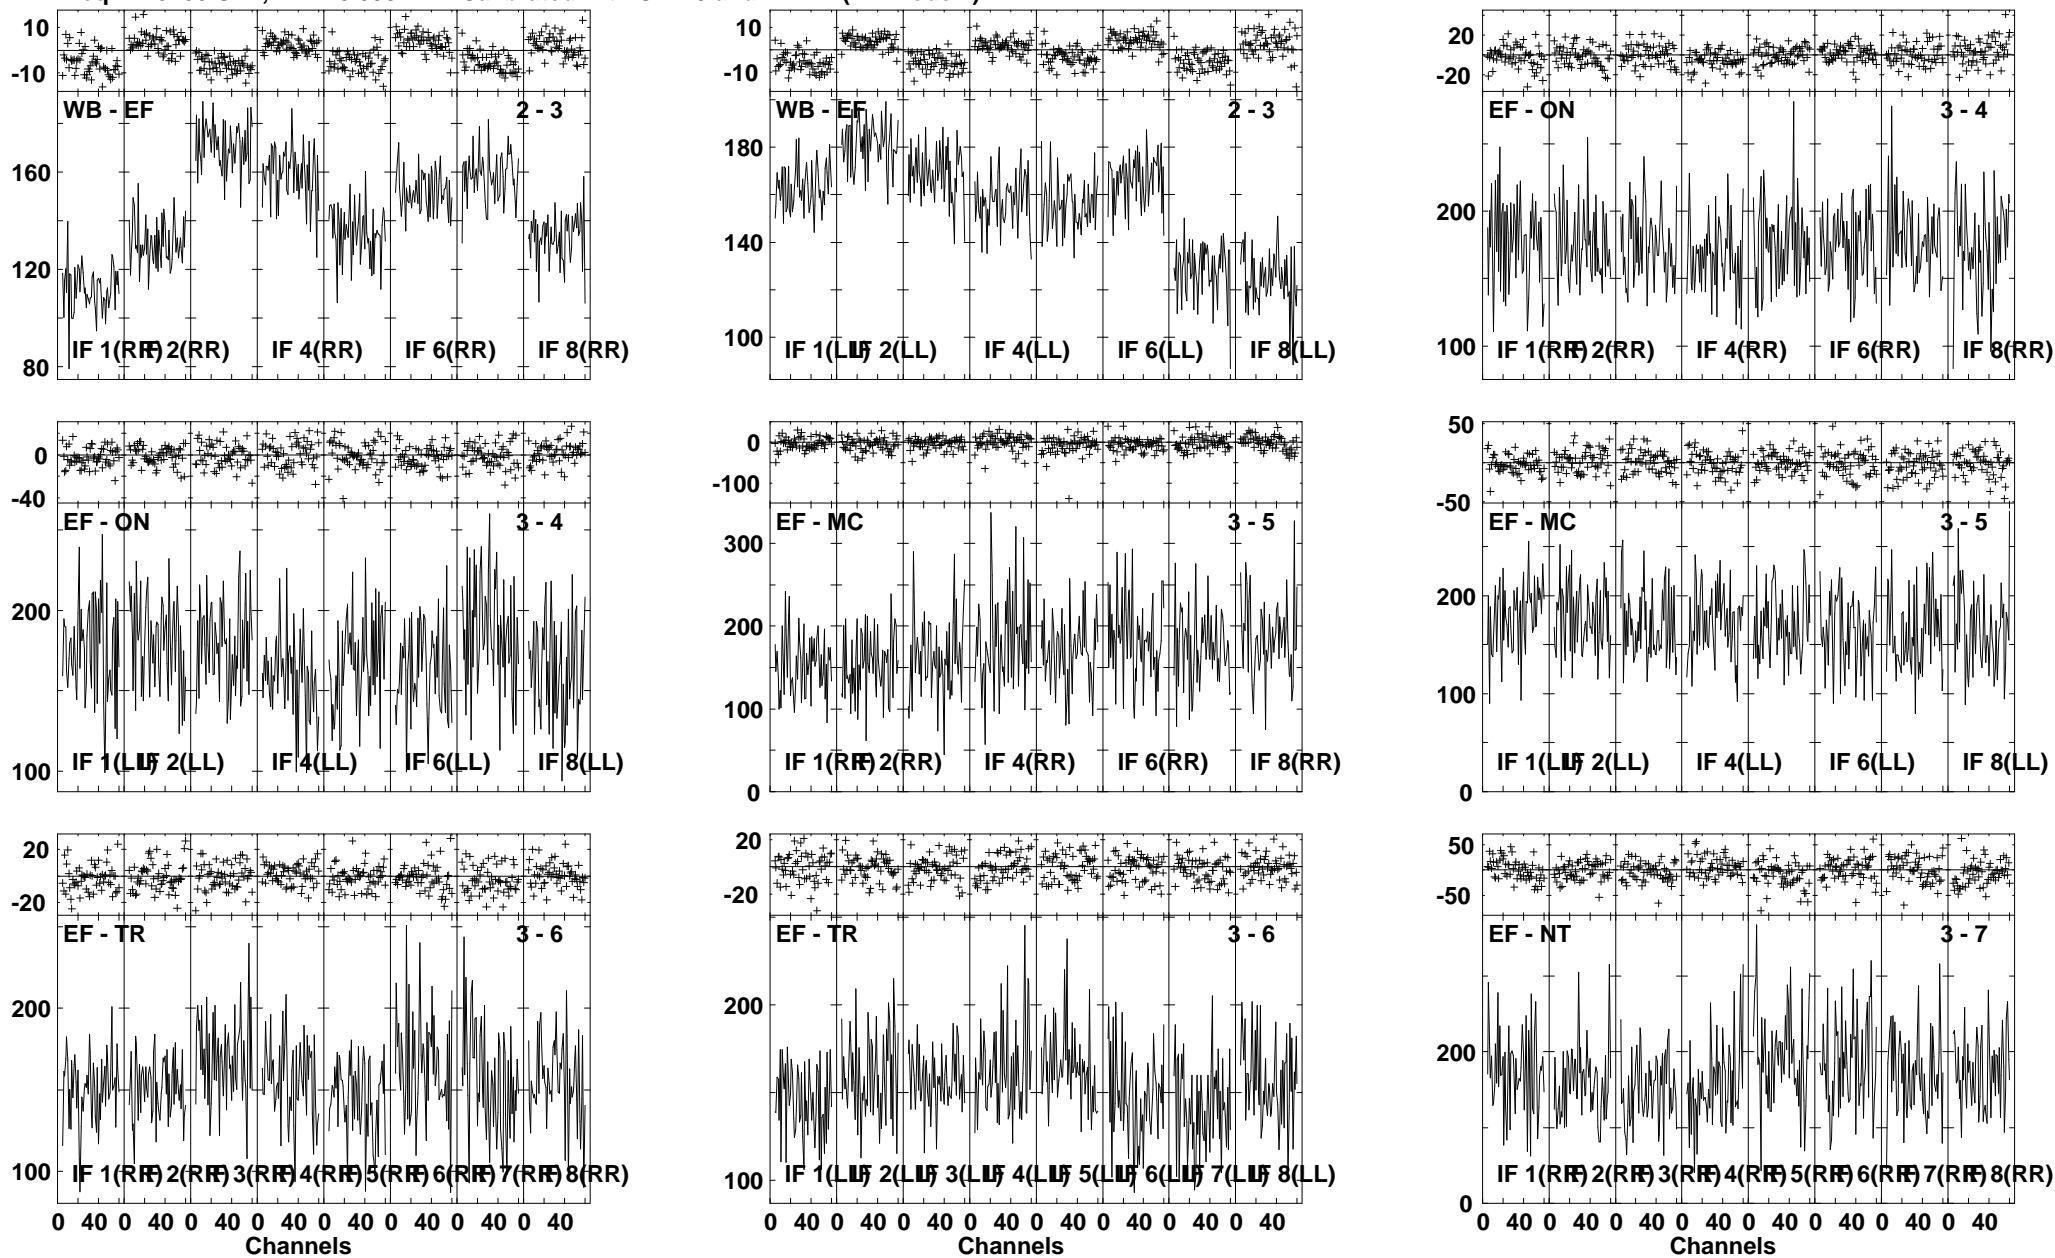 10
-10
WB - EF 2 - 3
160
120
80
IF 1(RR) IF 2(RR) IF 4(RR) IF 6(RR) IF 8(RR)
10
-10
WB - EF 2 - 3
180
140
100
IF 1(LL) IF 2(LL) IF 4(LL) IF 6(LL) IF 8(LL)
20
-20
EF - ON 3 - 4
200
100
IF 1(RR) IF 2(RR) IF 4(RR) IF 6(RR) IF 8(RR)
0
-40
EF - ON 3 - 4
200
100
IF 1(LL) IF 2(LL) IF 4(LL) IF 6(LL) IF 8(LL)
0
-100
EF - MC 3 - 5
300
200
100
0
IF 1(RR) IF 2(RR) IF 4(RR) IF 6(RR) IF 8(RR)
50
-50
EF - MC 3 - 5
200
100
0
IF 1(LL) IF 2(LL) IF 4(LL) IF 6(LL) IF 8(LL)
20
-20
EF - TR 3 - 6
200
100
IF 1(RR) IF 2(RR) IF 3(RR) IF 4(RR) IF 5(RR) IF 6(RR) IF 7(RR) IF 8(RR)
0 40 0 40 0 40 0 40 0 40 0 40 0 40 0 40
Channels
20
-20
EF - TR 3 - 6
200
100
IF 1(LL) IF 2(LL) IF 3(LL) IF 4(LL) IF 5(LL) IF 6(LL) IF 7(LL) IF 8(LL)
0 40 0 40 0 40 0 40 0 40 0 40 0 40 0 40
Channels
50
-50
EF - NT 3 - 7
200
0
IF 1(RR) IF 2(RR) IF 3(RR) IF 4(RR) IF 5(RR) IF 6(RR) IF 7(RR) IF 8(RR)
0 40 0 40 0 40 0 40 0 40 0 40 0 40 0 40
Channels